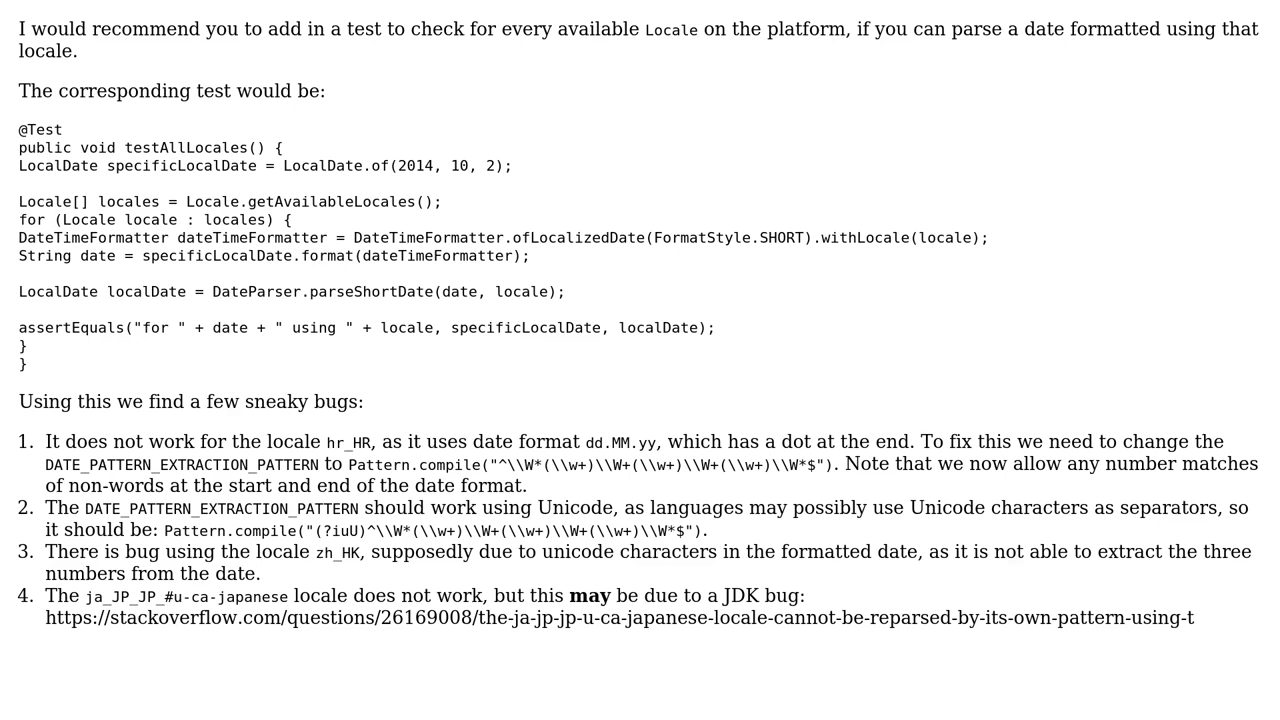 I would recommend you to add in a test to check for every available Locale on the platform, if you can parse a date formatted using that
locale.
The corresponding test would be:
@Test
public void testAllLocales() {
LocalDate specificLocalDate = LocalDate.of(2014, 10, 2);
Locale[] locales = Locale.getAvailableLocales();
for (Locale locale : locales) {
DateTimeFormatter dateTimeFormatter = DateTimeFormatter.ofLocalizedDate(FormatStyle.SHORT).withLocale(locale);
String date = specificLocalDate.format(dateTimeFormatter);
LocalDate localDate = DateParser.parseShortDate(date, locale);
assertEquals("for " + date + " using " + locale, specificLocalDate, localDate);
}
}
Using this we find a few sneaky bugs:
1. It does not work for the locale hr_HR, as it uses date format dd.MM.yy, which has a dot at the end. To fix this we need to change the
DATE_PATTERN_EXTRACTION_PATTERN to Pattern.compile("^\\W*(\\w+)\\W+(\\w+)\\W+(\\w+)\\W*$"). Note that we now allow any number matches
of non-words at the start and end of the date format.
2. The DATE_PATTERN_EXTRACTION_PATTERN should work using Unicode, as languages may possibly use Unicode characters as separators, so
it should be: Pattern.compile("(?iuU)^\\W*(\\w+)\\W+(\\w+)\\W+(\\w+)\\W*$").
3. There is bug using the locale zh_HK, supposedly due to unicode characters in the formatted date, as it is not able to extract the three
numbers from the date.
4. The ja_JP_JP_#u-ca-japanese locale does not work, but this may be due to a JDK bug:
https://stackoverflow.com/questions/26169008/the-ja-jp-jp-u-ca-japanese-locale-cannot-be-reparsed-by-its-own-pattern-using-t